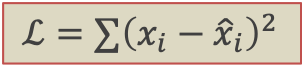 ℒ = ∑(xᵢ − x̂ᵢ)²